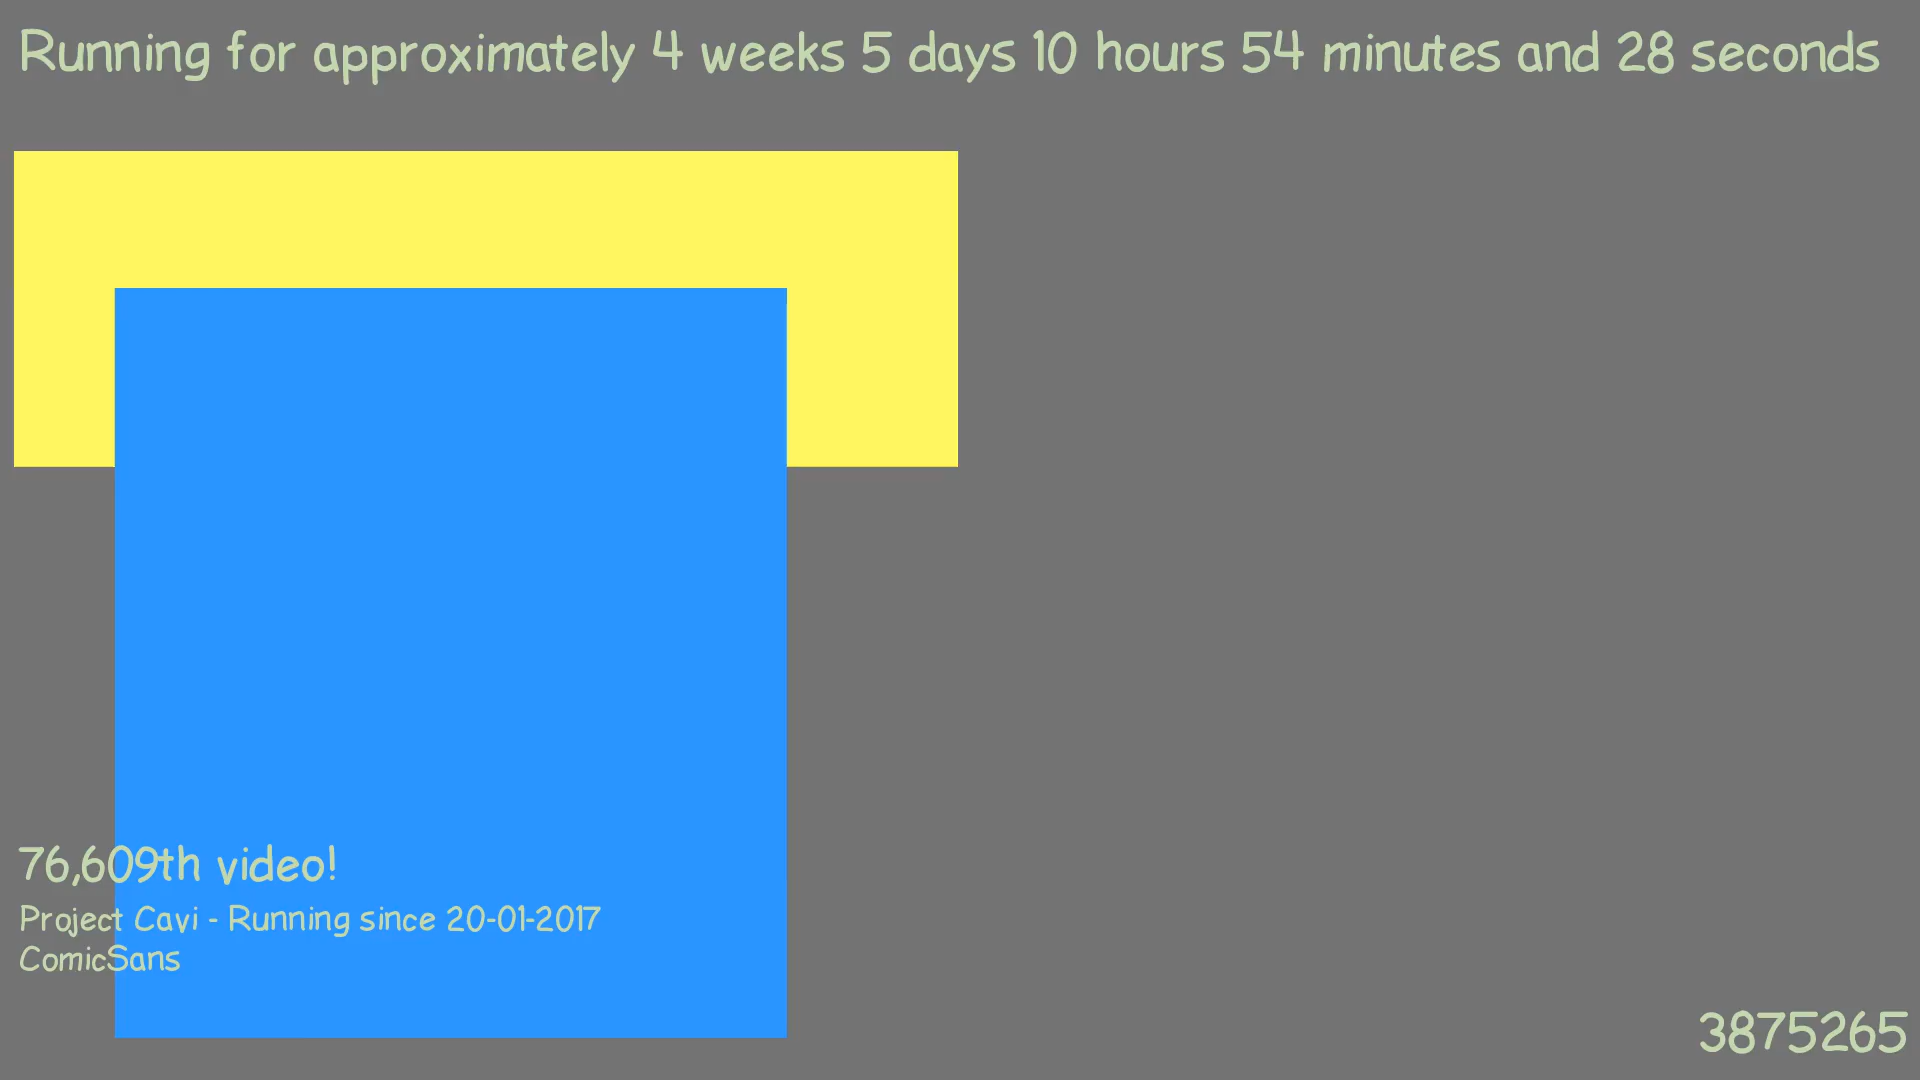 Running for approximately 4 weeks 5 days 10 hours 54 minutes and 28 seconds
76,609th video!
Project Cavi - Running since 20-01-2017
ComicSans
3875265